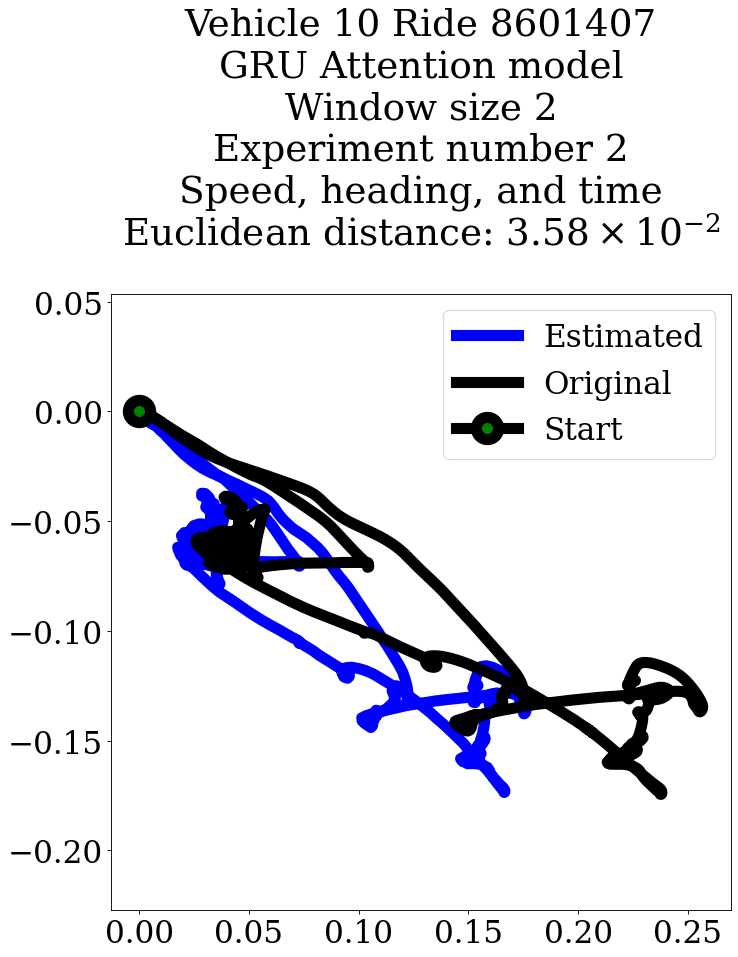 Vehicle 10 Ride 8601407
GRU Attention model
Window size 2
Experiment number 2
Speed, heading, and time
Euclidean distance: 3.58 × 10⁻²
Estimated
Original
Start
0.05
0.00
−0.05
−0.10
−0.15
−0.20
0.00 0.05 0.10 0.15 0.20 0.25